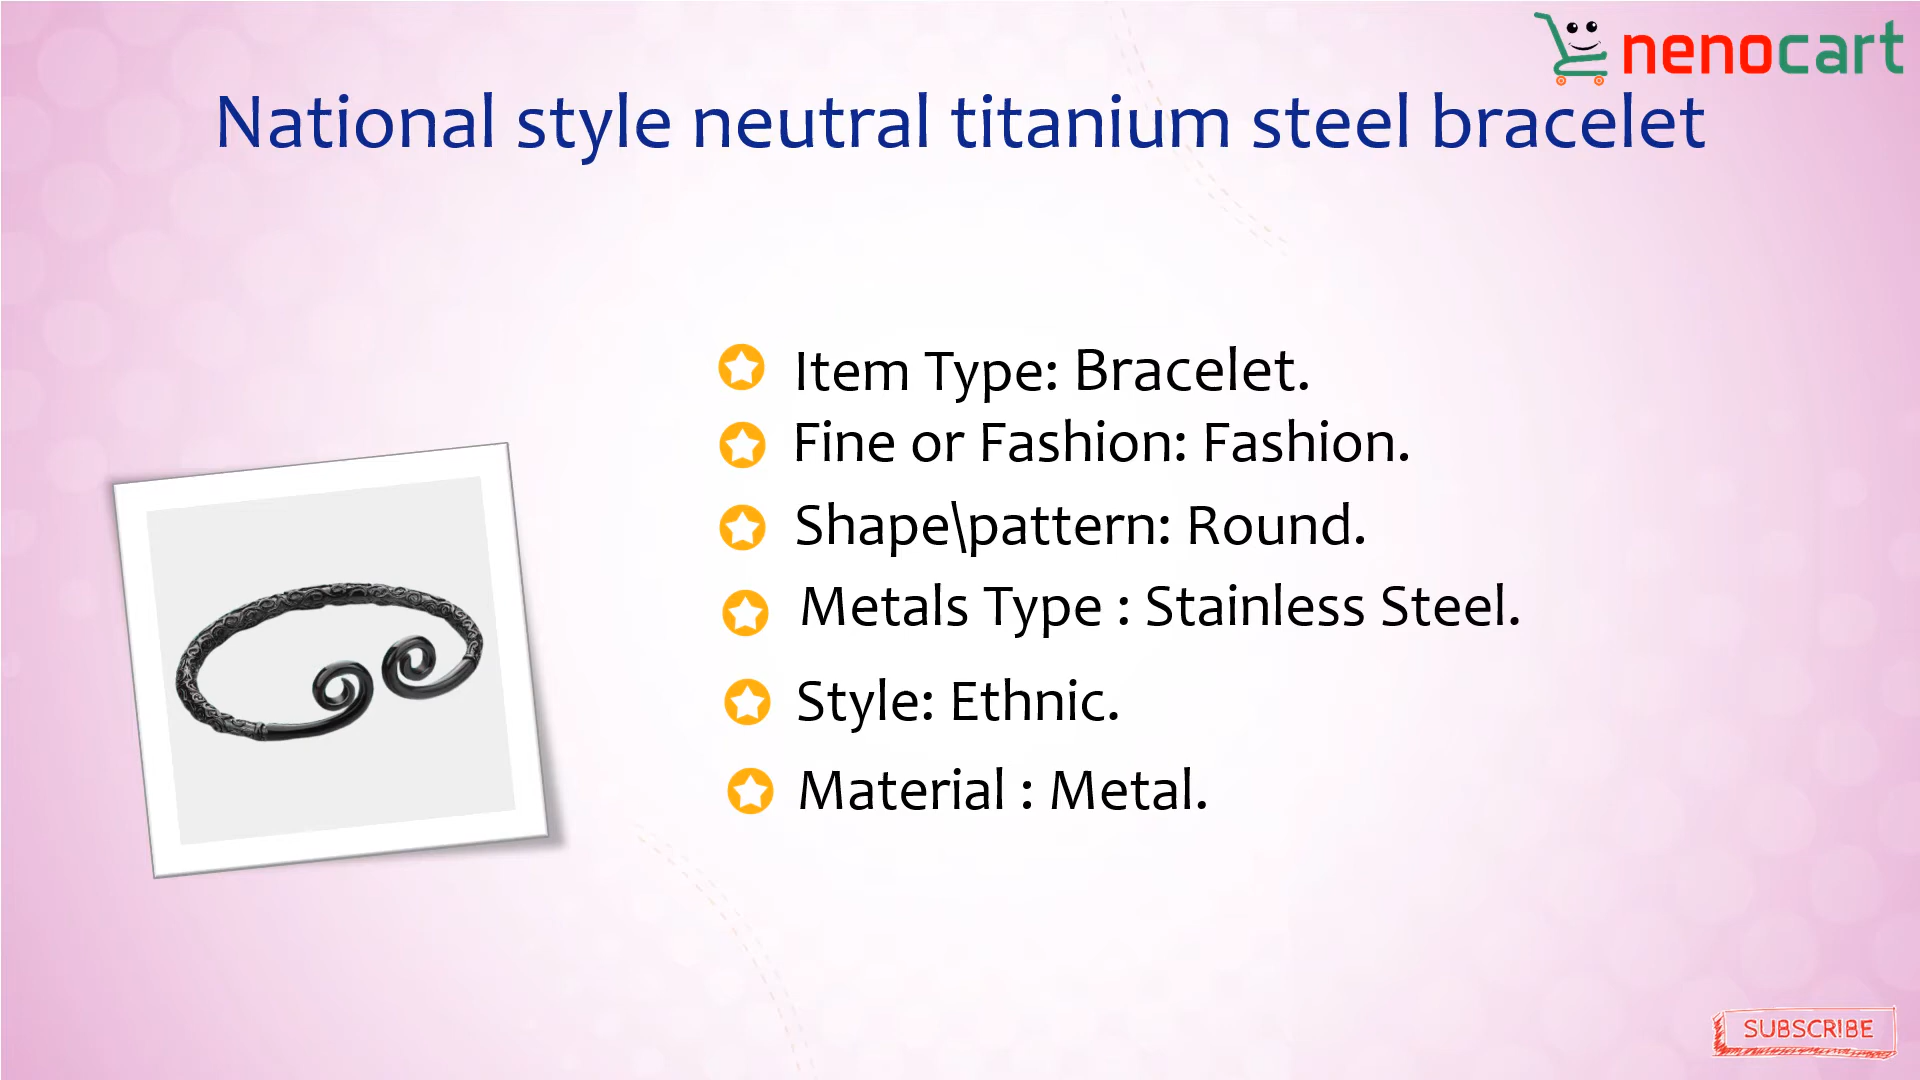 nenocart
National style neutral titanium steel bracelet
Item Type: Bracelet.
Fine or Fashion: Fashion.
Shape\pattern: Round.
Metals Type : Stainless Steel.
Style: Ethnic.
Material : Metal.
SUBSCRIBE